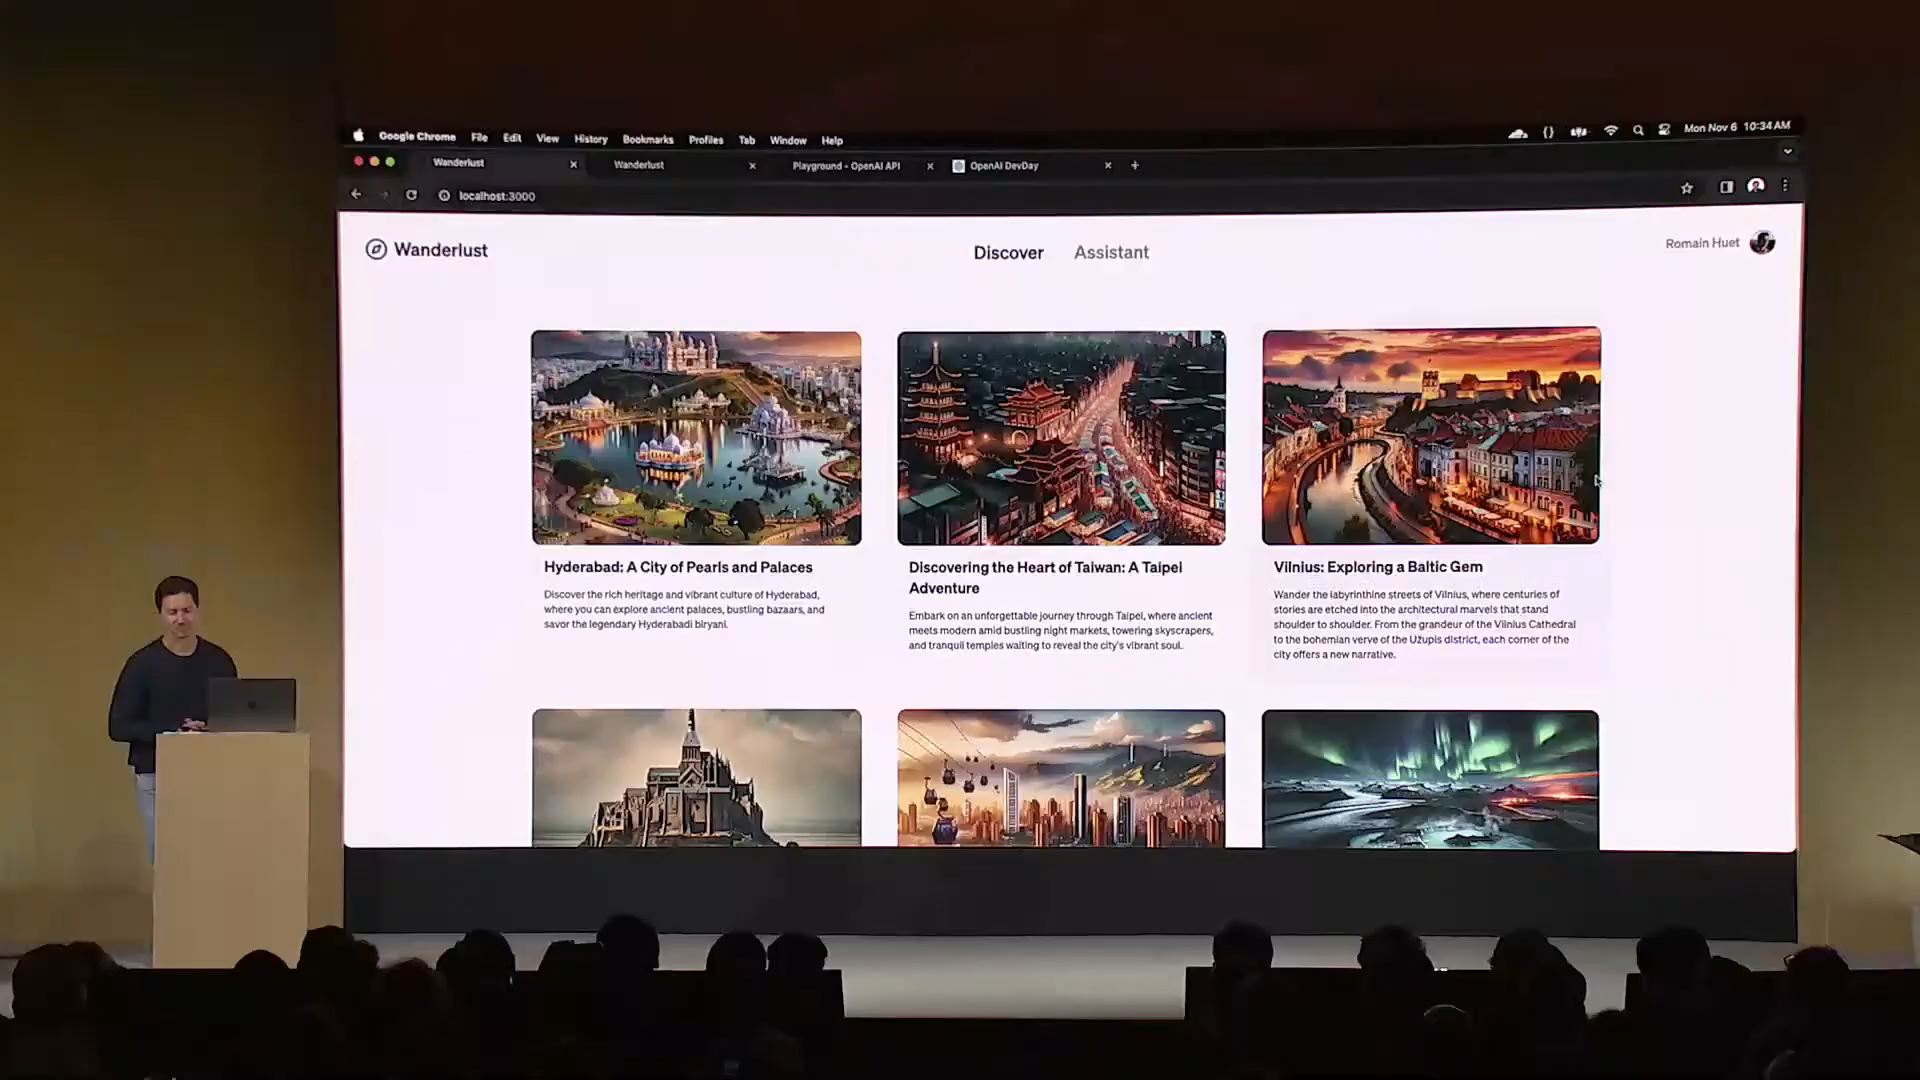 Google Chrome File Edit View History Bookmarks Profiles Tab Window Help
Mon Nov 6 10:34 AM
Wanderlust
Wanderlust
Playground - OpenAI API
OpenAI DevDay
localhost:3000
Wanderlust
Discover Assistant
Romain Huet
Hyderabad: A City of Pearls and Palaces
Discover the rich heritage and vibrant culture of Hyderabad,
where you can explore ancient palaces, bustling bazaars, and
savor the legendary Hyderabadi biryani.
Discovering the Heart of Taiwan: A Taipei
Adventure
Embark on an unforgettable journey through Taipei, where ancient
meets modern amid bustling night markets, towering skyscrapers,
and tranquil temples waiting to reveal the city's vibrant soul.
Vilnius: Exploring a Baltic Gem
Wander the labyrinthine streets of Vilnius, where centuries of
stories are etched into the architectural marvels that stand
shoulder to shoulder. From the grandeur of the Vilnius Cathedral
to the bohemian verve of the Užupis district, each corner of the
city offers a new narrative.